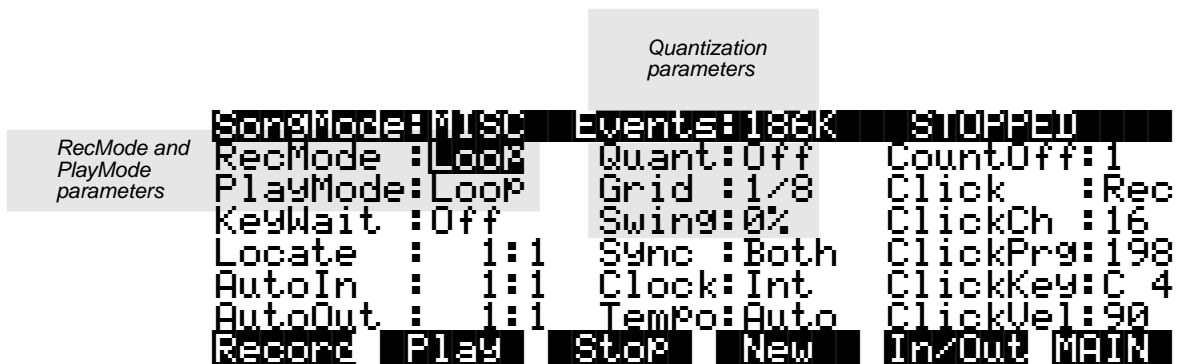 Quantization
parameters
SongMode:MISC Events:186K STOPPED
RecMode and
PlayMode
parameters
RecMode :Loop Quant:Off CountOff:1
PlayMode:Loop Grid :1/8 Click :Rec
KeyWait :Off Swing:0% ClickCh :16
Locate : 1:1 Sync :Both ClickPrg:198
AutoIn : 1:1 Clock:Int ClickKey:C 4
AutoOut : 1:1 Tempo:Auto ClickVel:90
Record Play Stop New In/Out MAIN